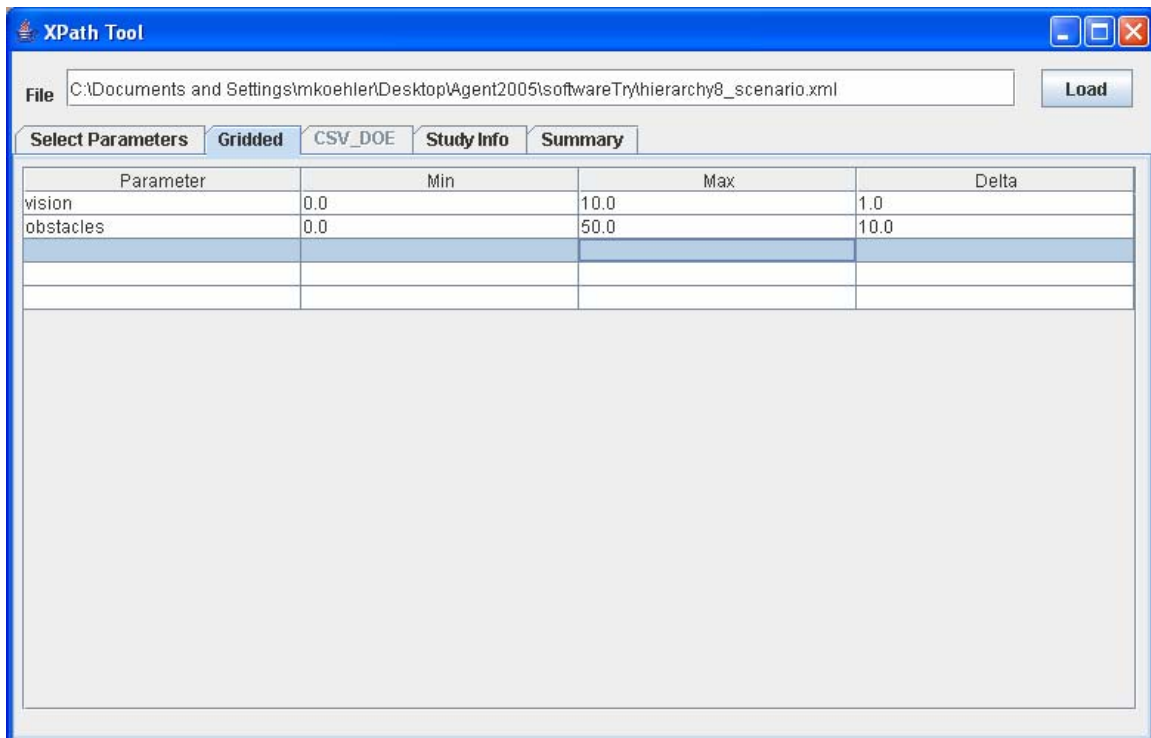 XPath Tool
File C:\Documents and Settings\mkoehler\Desktop\Agent2005\softwareTry\hierarchy8_scenario.xml Load
Select Parameters Gridded CSV_DOE Study Info Summary
Parameter Min Max Delta
vision 0.0 10.0 1.0
obstacles 0.0 50.0 10.0